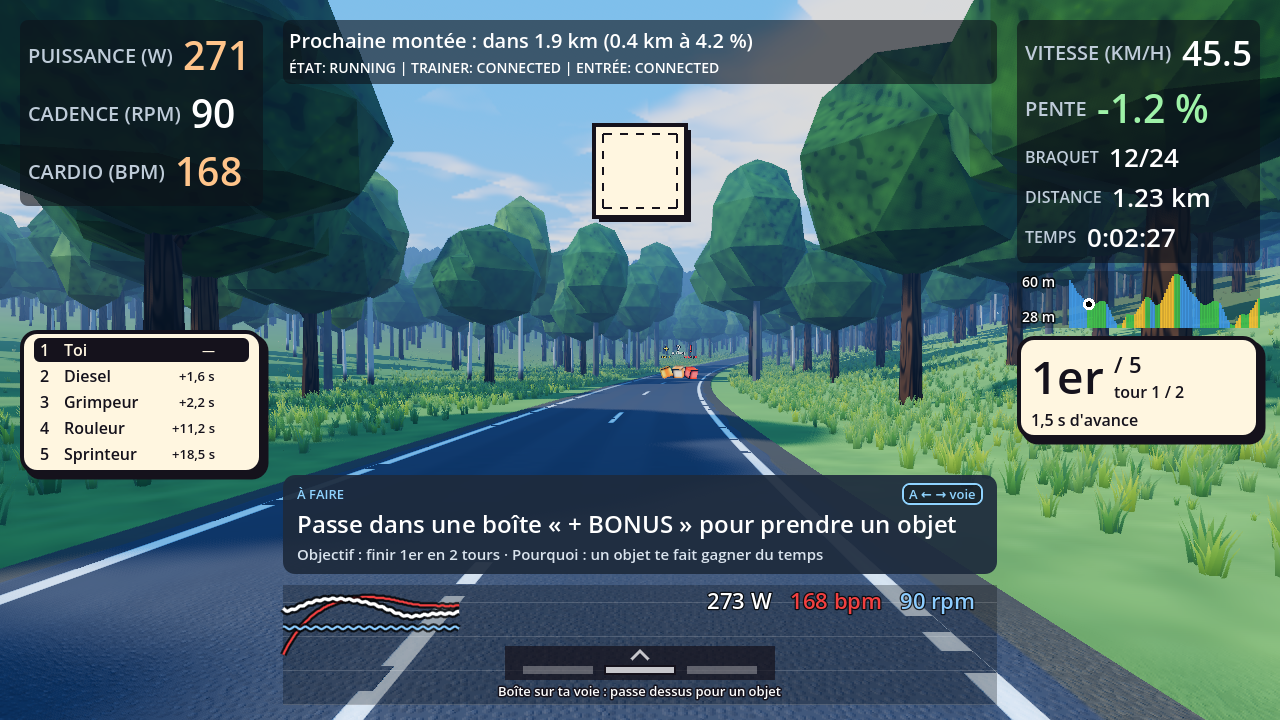 PUISSANCE (W) 271
CADENCE (RPM) 90
CARDIO (BPM) 168
Prochaine montée : dans 1.9 km (0.4 km à 4.2 %)
ÉTAT: RUNNING | TRAINER: CONNECTED | ENTRÉE: CONNECTED
VITESSE (KM/H) 45.5
PENTE -1.2 %
BRAQUET 12/24
DISTANCE 1.23 km
TEMPS 0:02:27
60 m
28 m
1 Toi —
2 Diesel +1,6 s
3 Grimpeur +2,2 s
4 Rouleur +11,2 s
5 Sprinteur +18,5 s
1er / 5
tour 1 / 2
1,5 s d'avance
À FAIRE
A ← → voie
Passe dans une boîte « + BONUS » pour prendre un objet
Objectif : finir 1er en 2 tours · Pourquoi : un objet te fait gagner du temps
273 W 168 bpm 90 rpm
Boîte sur ta voie : passe dessus pour un objet